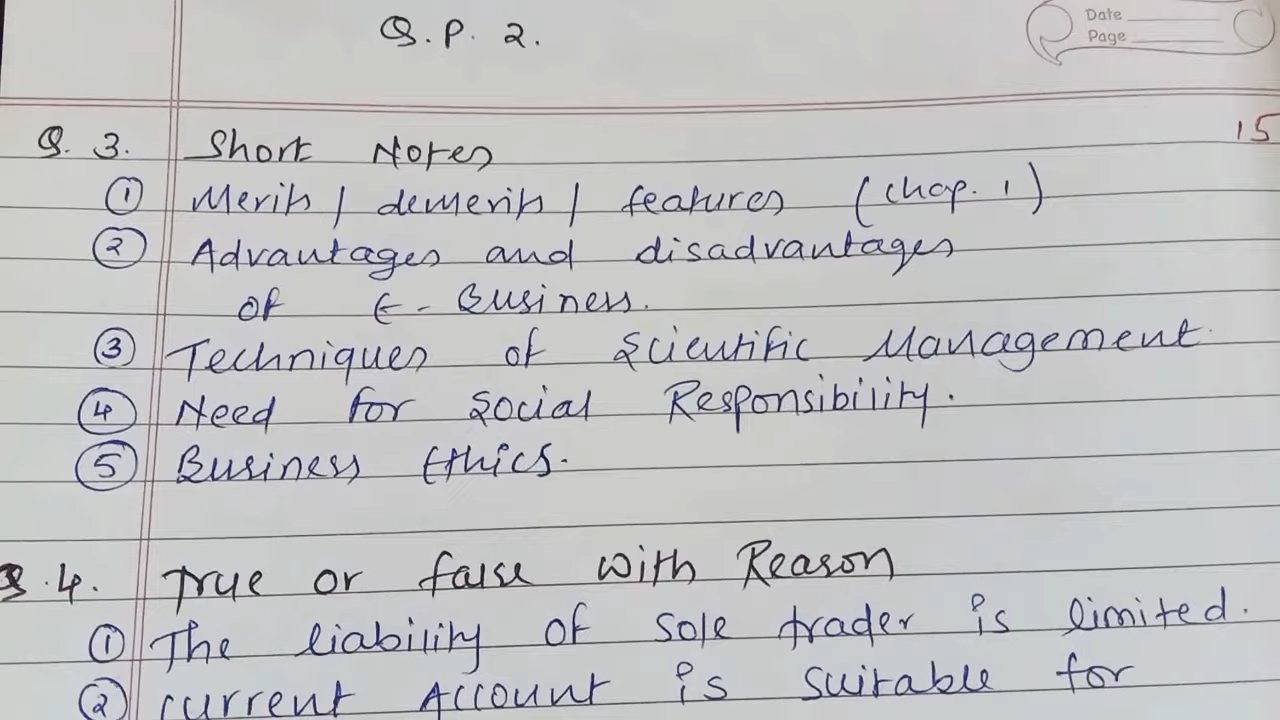 Q.P. 2.
Date
Page
15
Q. 3. Short Notes
① Merits / demerits / features (chap. 1)
② Advantages and disadvantages
of E- Business.
③ Techniques of Scientific Management.
④ Need for Social Responsibility.
⑤ Business Ethics.
Q.4. True or false with Reason
① The liability of sole trader is limited.
② Current Account is suitable for